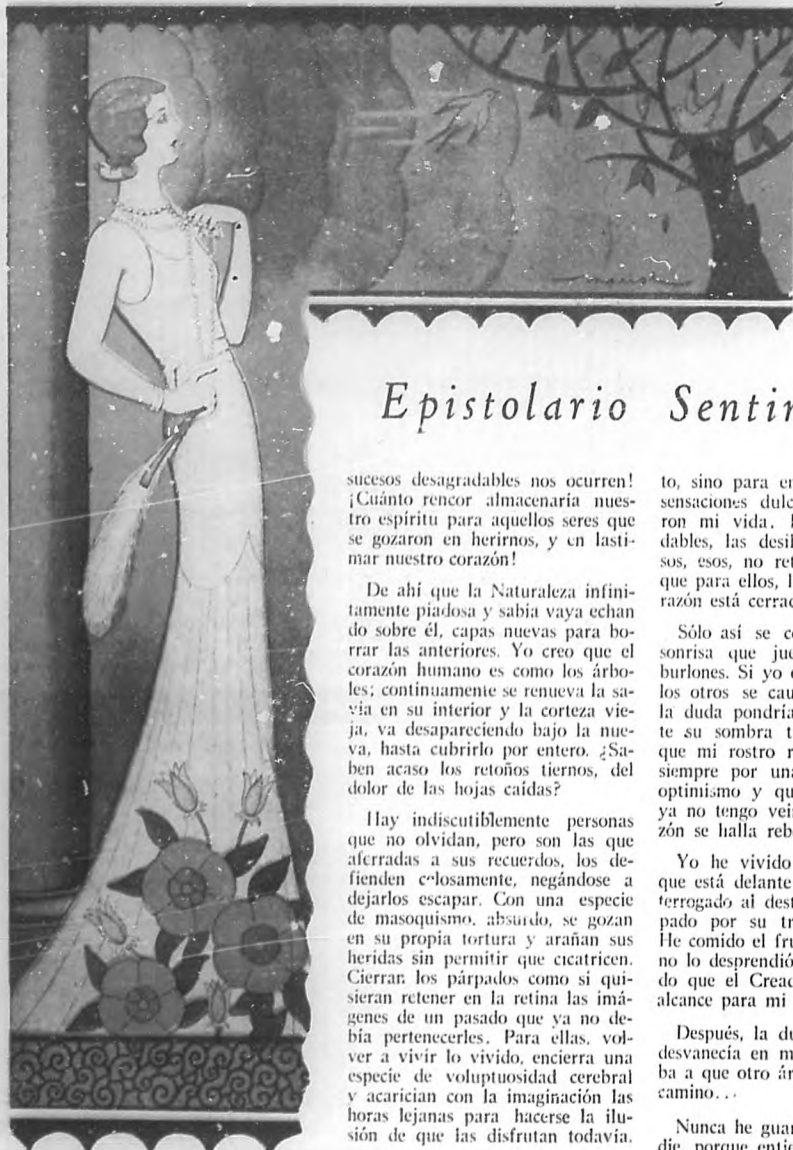 Epistolario Sentir
sucesos desagradables nos ocurren!
¡Cuánto rencor almacenaría nues-
tro espíritu para aquellos seres que
se gozaron en herirnos, y en lasti-
mar nuestro corazón!
De ahí que la Naturaleza infini-
tamente piadosa y sabia vaya echan
do sobre él, capas nuevas para bo-
rrar las anteriores. Yo creo que el
corazón humano es como los árbo-
les; continuamente se renueva la sa-
via en su interior y la corteza vie-
ja, va desapareciendo bajo la nue-
va, hasta cubrirlo por entero. ¿Sa-
ben acaso los retoños tiernos, del
dolor de las hojas caídas?
Hay indiscutiblemente personas
que no olvidan, pero son las que
aferradas a sus recuerdos, los de-
fienden celosamente, negándose a
dejarlos escapar. Con una especie
de masoquismo, absurdo, se gozan
en su propia tortura y arañan sus
heridas sin permitir que cicatricen.
Cierran los párpados como si qui-
sieran retener en la retina las imá-
genes de un pasado que ya no de-
bía pertenecerles. Para ellas, vol-
ver a vivir lo vivido, encierra una
especie de voluptuosidad cerebral
y acarician con la imaginación las
horas lejanas para hacerse la ilu-
sión de que las disfrutan todavía.
to, sino para en
sensaciones dulc
ron mi vida.
dables, las desil
sos, esos, no ret
que para ellos, l
razón está cerrad
Sólo así se co
sonrisa que jue
burlones. Si yo
los otros se cau
la duda pondría
te su sombra t
que mi rostro r
siempre por una
optimismo y qu
ya no tengo vei
zón se halla reb
Yo he vivido
que está delante
terrogado al dest
pado por su tr
He comido el fru
no lo desprendió
do que el Creac
alcance para mi
Después, la du
desvanecía en m
ba a que otro ár
camino...
Nunca he guar
die, porque entie